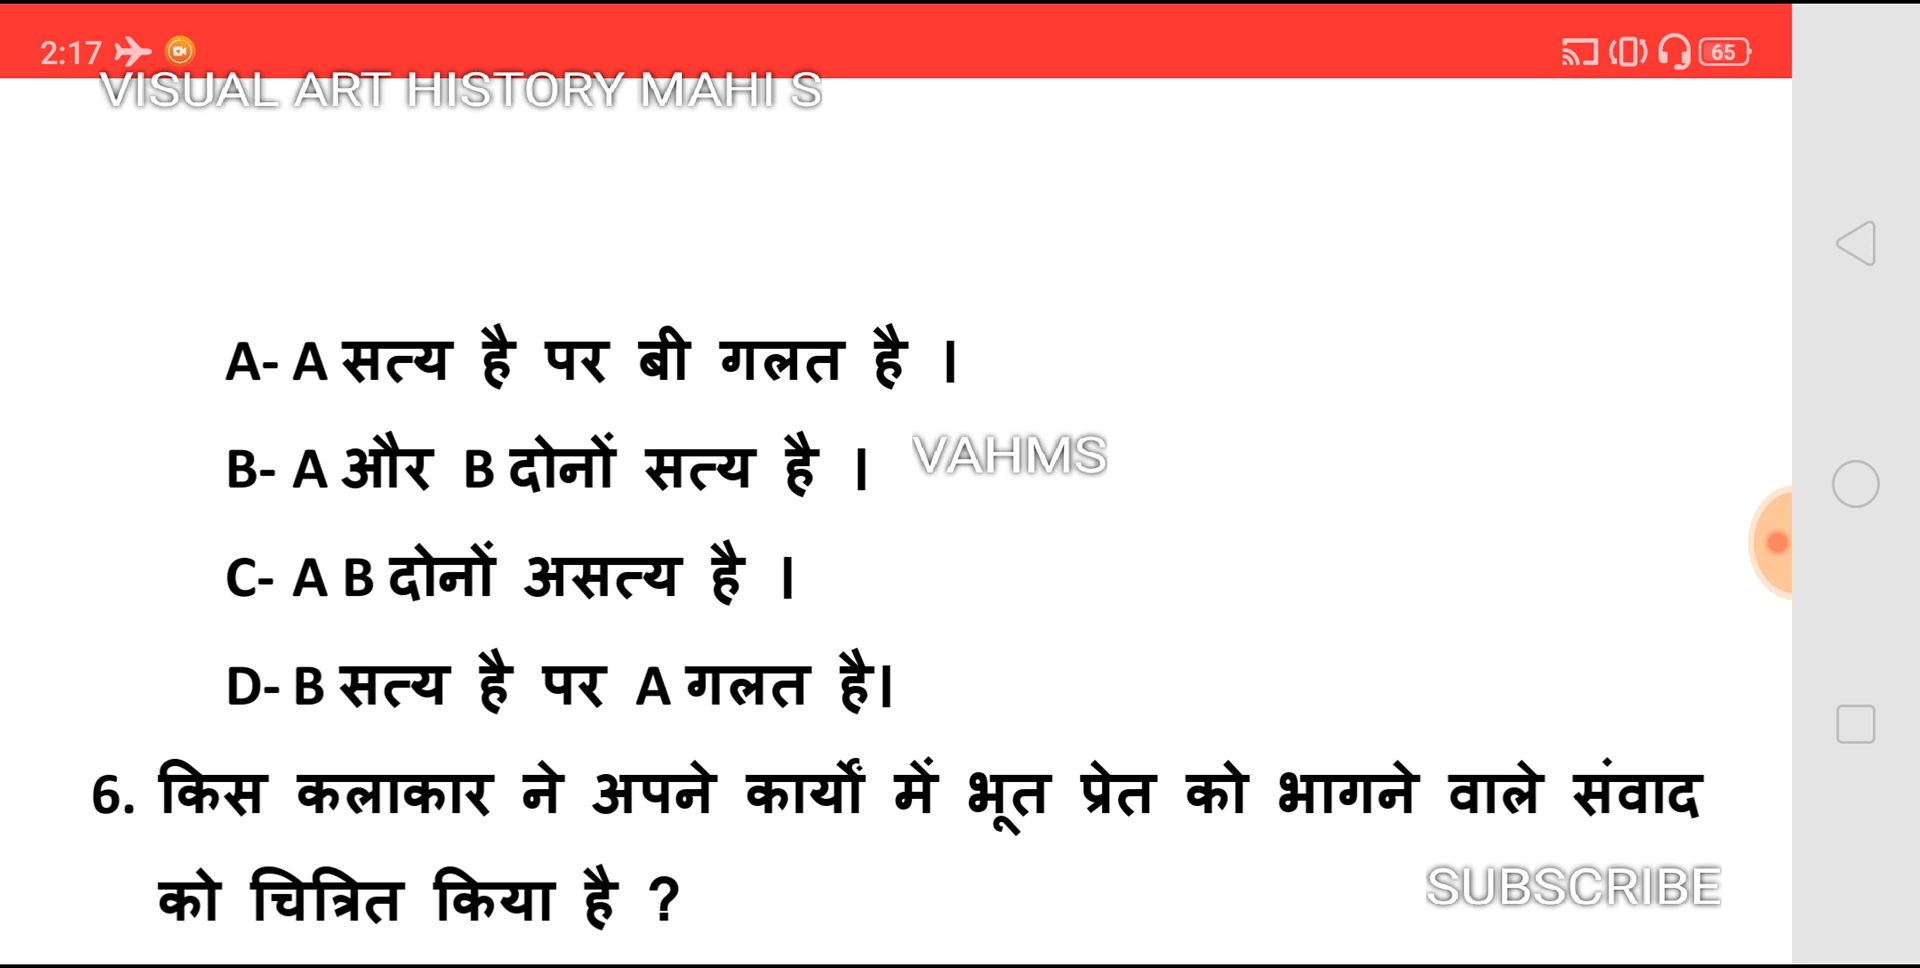 2:17
65
VISUAL ART HISTORY MAHI S
A- A सत्य है पर बी गलत है ।
B- A और B दोनों सत्य है ।
VAHMS
C- A B दोनों असत्य है ।
D- B सत्य है पर A गलत है।
6. किस कलाकार ने अपने कार्यों में भूत प्रेत को भागने वाले संवाद
को चित्रित किया है ?
SUBSCRIBE